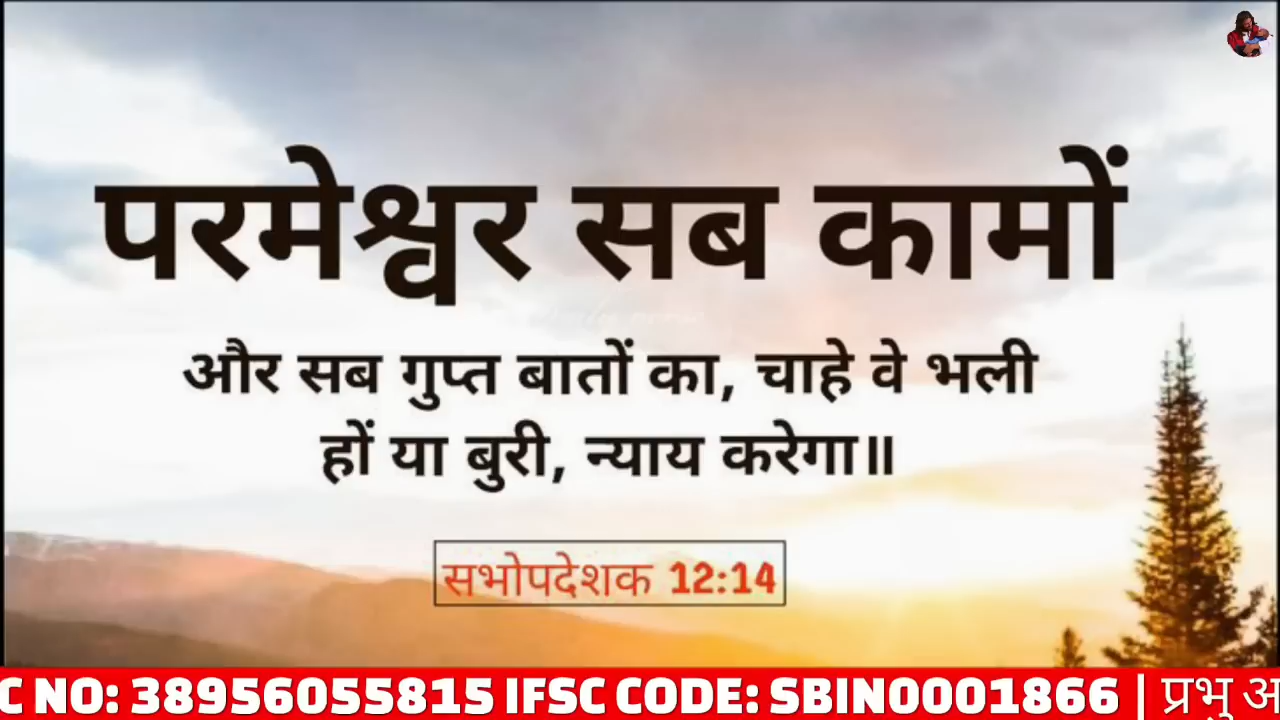 परमेश्वर सब कामों
और सब गुप्त बातों का, चाहे वे भली
हों या बुरी, न्याय करेगा॥
सभोपदेशक 12:14
C NO: 38956055815 IFSC CODE: SBIN0001866 | प्रभु अ